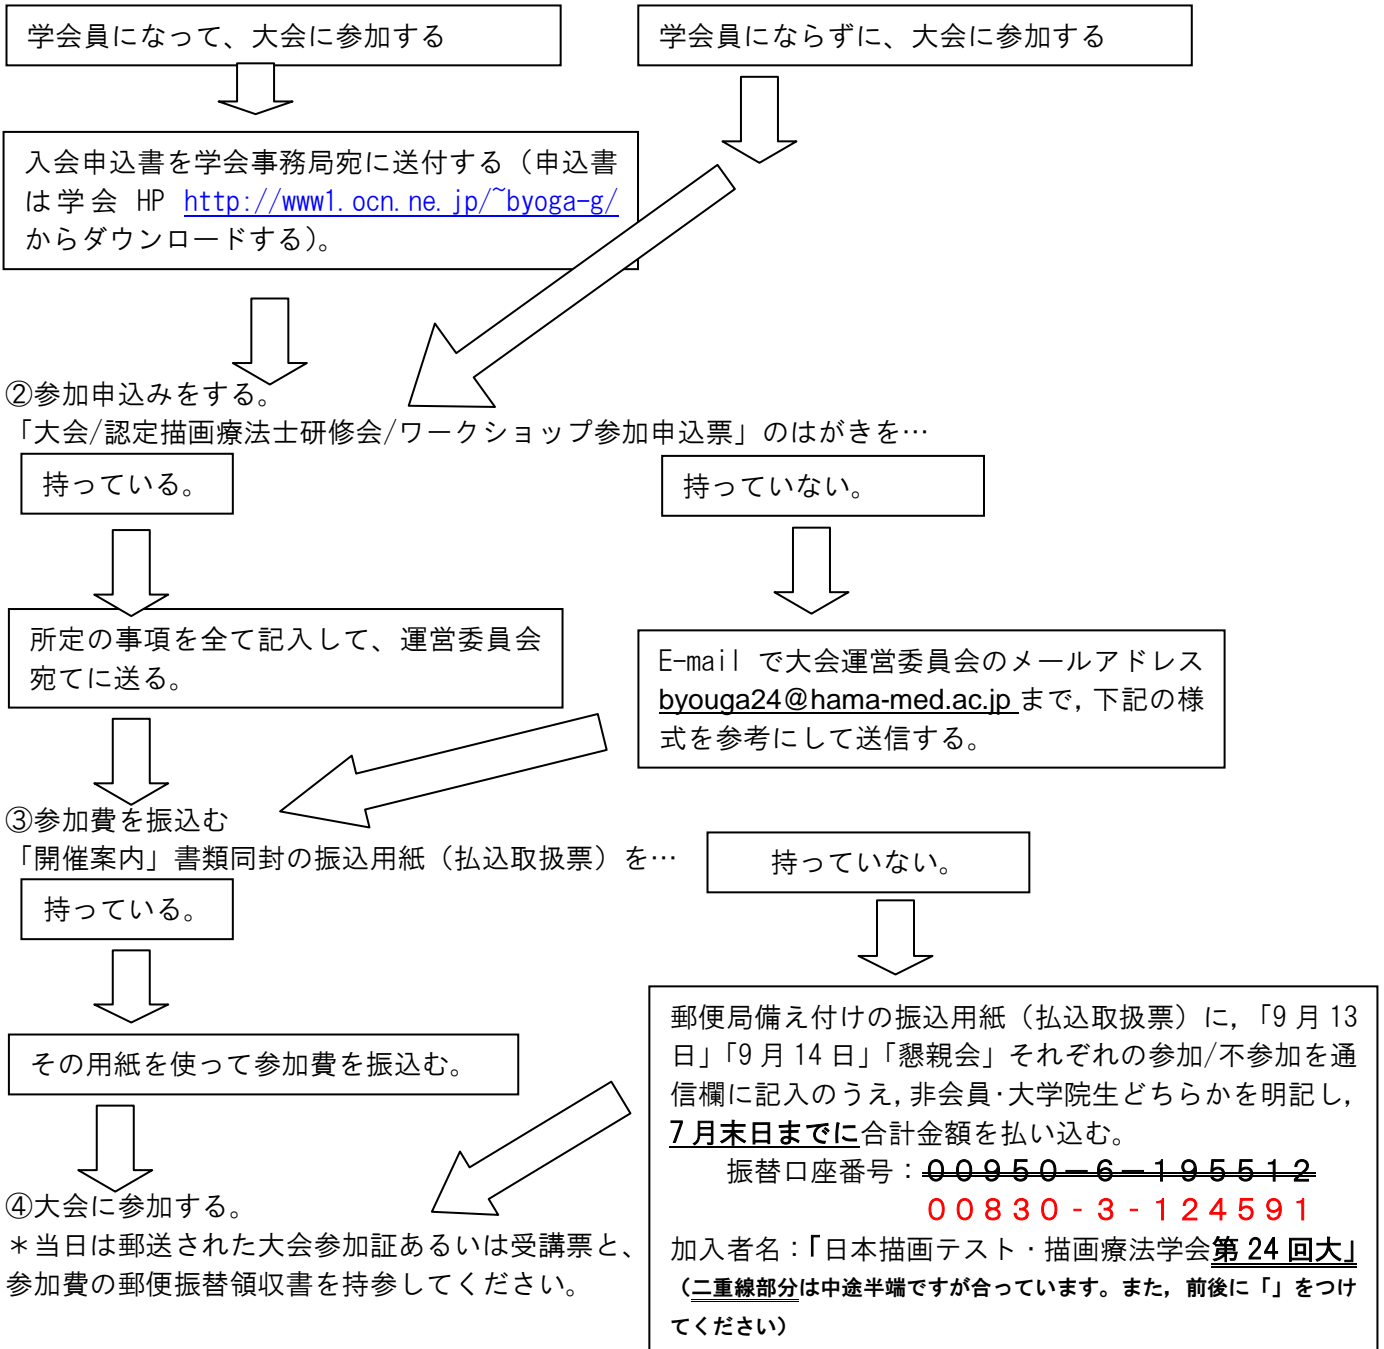 学会員になって、大会に参加する
学会員にならずに、大会に参加する
入会申込書を学会事務局宛に送付する（申込書
は学会 HP http://www1.ocn.ne.jp/~byoga-g/
からダウンロードする）。
②参加申込みをする。
「大会/認定描画療法士研修会/ワークショップ参加申込票」のはがきを…
持っている。
持っていない。
所定の事項を全て記入して、運営委員会
宛てに送る。
E-mail で大会運営委員会のメールアドレス
byouga24@hama-med.ac.jp まで，下記の様
式を参考にして送信する。
③参加費を振込む
「開催案内」書類同封の振込用紙（払込取扱票）を…
持っていない。
持っている。
その用紙を使って参加費を振込む。
郵便局備え付けの振込用紙（払込取扱票）に，「9 月 13
日」「9 月 14 日」「懇親会」それぞれの参加/不参加を通
信欄に記入のうえ，非会員・大学院生どちらかを明記し，
7 月末日までに合計金額を払い込む。
振替口座番号：００９５０－６－１９５５１２
００８３０‐３‐１２４５９１
加入者名：「日本描画テスト・描画療法学会第 24 回大」
（二重線部分は中途半端ですが合っています。また，前後に「」をつけ
てください）
④大会に参加する。
＊当日は郵送された大会参加証あるいは受講票と、
参加費の郵便振替領収書を持参してください。